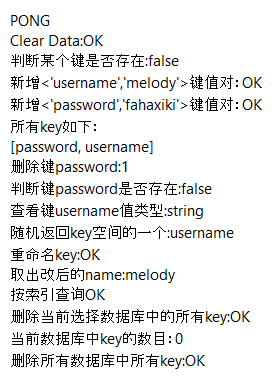 PONG
Clear Data:OK
判断某个键是否存在:false
新增<'username','melody'>键值对：OK
新增<'password','fahaxiki'>键值对：OK
所有key如下：
[password, username]
删除键password:1
判断键password是否存在:false
查看键username值类型:string
随机返回key空间的一个:username
重命名key:OK
取出改后的name:melody
按索引查询OK
删除当前选择数据库中的所有key:OK
当前数据库中key的数目：0
删除所有数据库中所有key:OK